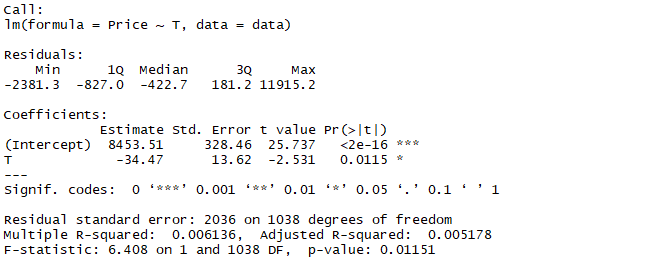 Call:
lm(formula = Price ~ T, data = data)
Residuals:
    Min      1Q  Median      3Q     Max
-2381.3  -827.0  -422.7   181.2 11915.2
Coefficients:
            Estimate Std. Error t value Pr(>|t|)
(Intercept)  8453.51     328.46  25.737   <2e-16 ***
T             -34.47      13.62  -2.531   0.0115 *
---
Signif. codes:  0 ‘***’ 0.001 ‘**’ 0.01 ‘*’ 0.05 ‘.’ 0.1 ‘ ’ 1
Residual standard error: 2036 on 1038 degrees of freedom
Multiple R-squared:  0.006136,	Adjusted R-squared:  0.005178
F-statistic: 6.408 on 1 and 1038 DF,  p-value: 0.01151